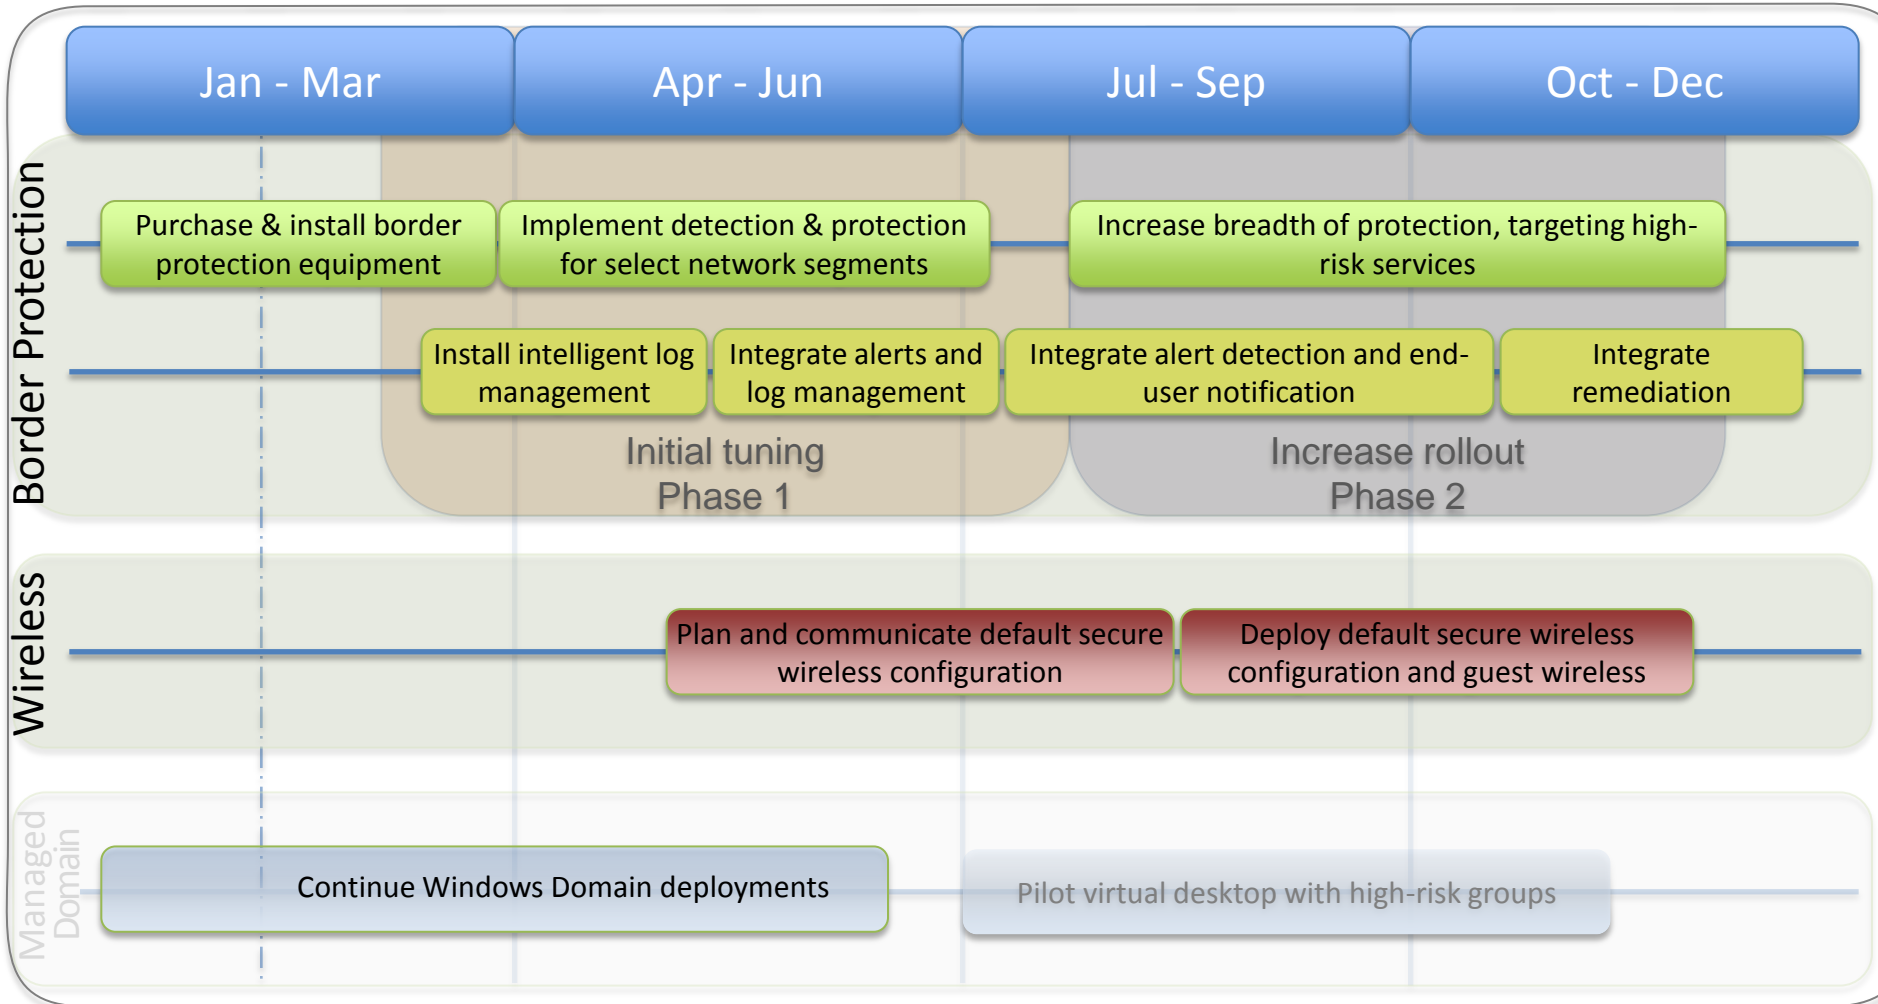 Jan - Mar
Apr - Jun
Jul - Sep
Oct - Dec
Border Protection
Purchase & install border
protection equipment
Implement detection & protection
for select network segments
Increase breadth of protection, targeting high-
risk services
Install intelligent log
management
Integrate alerts and
log management
Integrate alert detection and end-
user notification
Integrate
remediation
Initial tuning
Phase 1
Increase rollout
Phase 2
Wireless
Plan and communicate default secure
wireless configuration
Deploy default secure wireless
configuration and guest wireless
Managed
Domain
Continue Windows Domain deployments
Pilot virtual desktop with high-risk groups